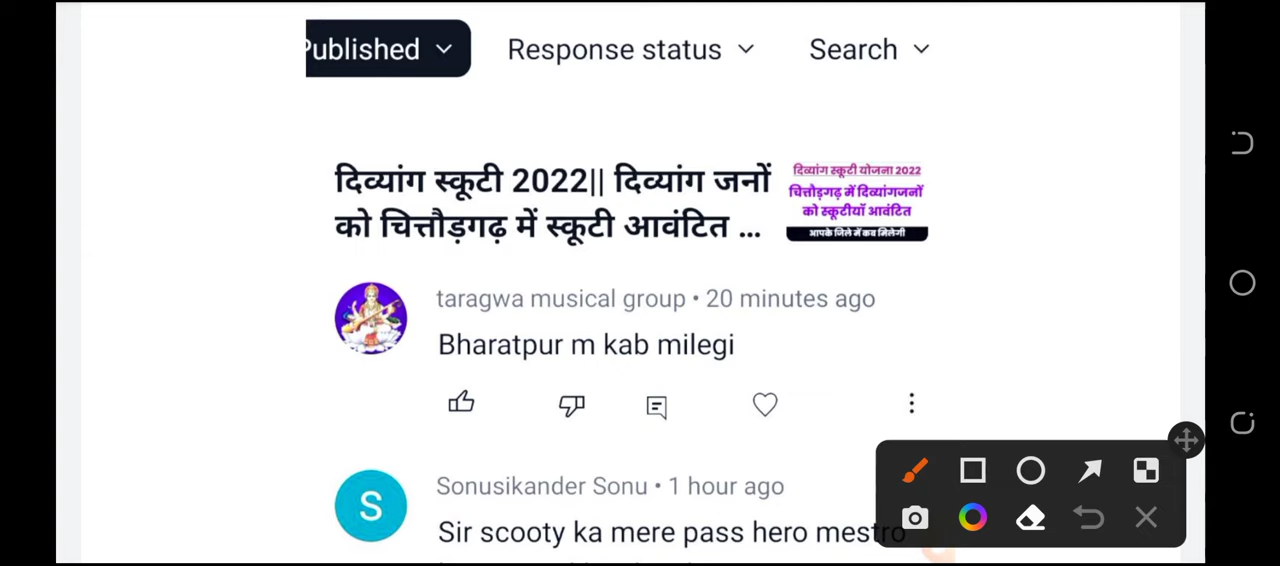 Published
Response status
Search
दिव्यांग स्कूटी 2022|| दिव्यांग जनों
को चित्तौड़गढ़ में स्कूटी आवंटित ...
दिव्यांग स्कूटी योजना 2022
चित्तौड़गढ़ में दिव्यांगजनों
को स्कूटीयाँ आवंटित
आपके जिले में कब मिलेगी
taragwa musical group • 20 minutes ago
Bharatpur m kab milegi
S
Sonusikander Sonu • 1 hour ago
Sir scooty ka mere pass hero mestro